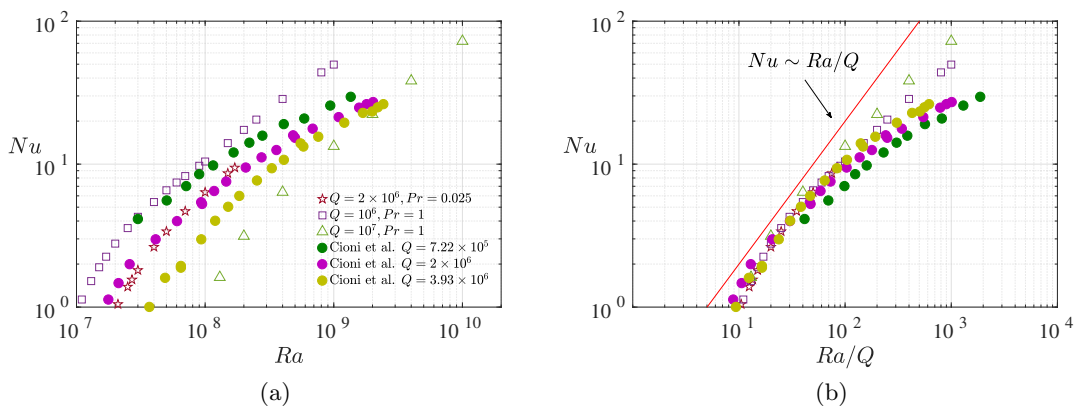 10^2
10^1
10^0
Nu
10^7
10^8
10^9
10^10
Ra
Q = 2 × 10^6, Pr = 0.025
Q = 10^6, Pr = 1
Q = 10^7, Pr = 1
Cioni et al. Q = 7.22 × 10^5
Cioni et al. Q = 2 × 10^6
Cioni et al. Q = 3.93 × 10^6
(a)
10^2
10^1
10^0
Nu
Nu ∼ Ra/Q
10^1
10^2
10^3
10^4
Ra/Q
(b)